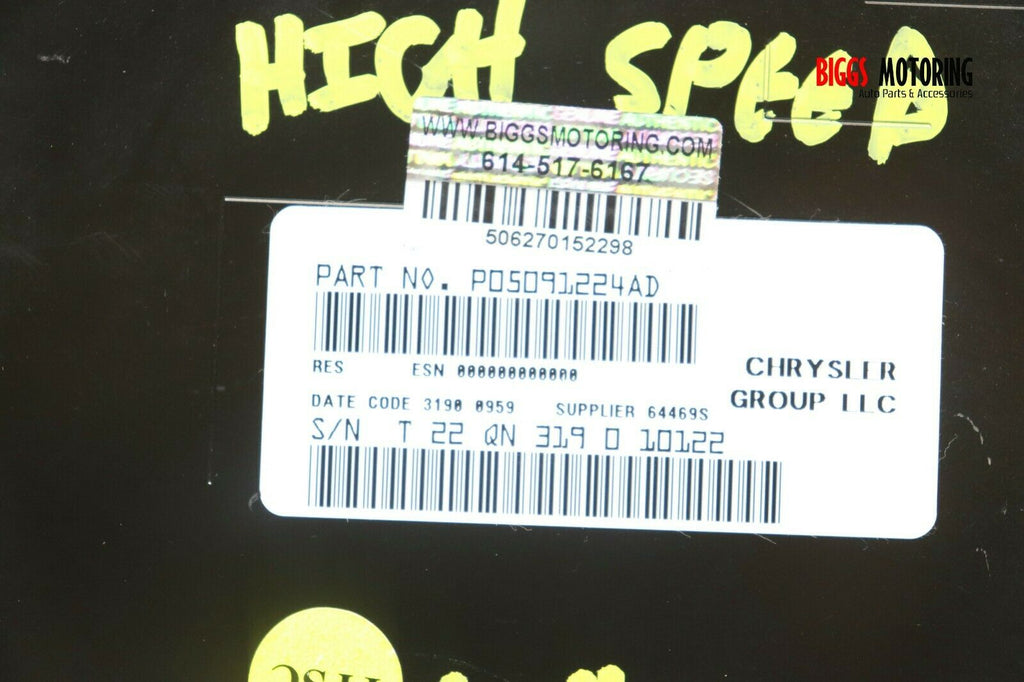 HIGH SPEED
BIGGS MOTORING
Auto Parts & Accessories
WWW.BIGGSMOTORING.COM
614-517-6167
506270152298
PART NO. P05091224AD
RES ESN 000000000000
CHRYSLER
GROUP LLC
DATE CODE 3190 0959 SUPPLIER 64469S
S/N T 22 QN 319 0 10122